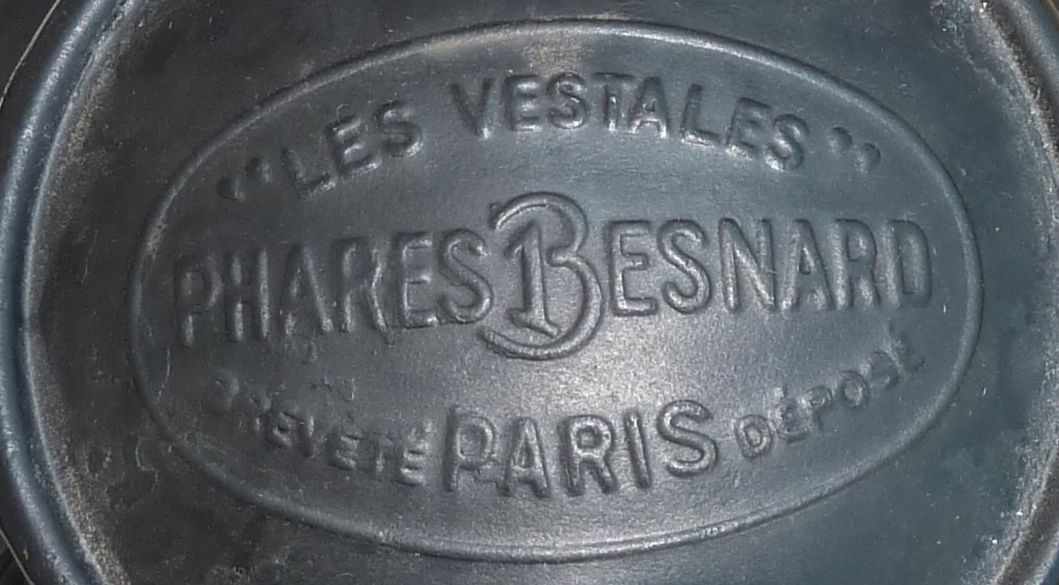 "LES VESTALES"
PHARES BESNARD
BREVETÉ PARIS DÉPOSÉ